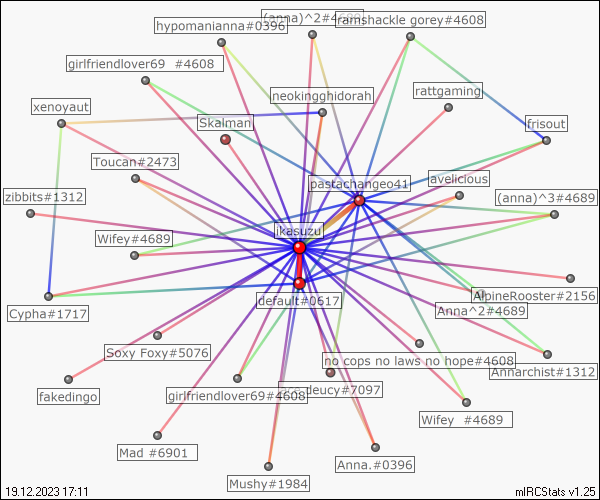 (anna)^2#4689
ramshackle gorey#4608
hypomanianna#0396
girlfriendlover69 #4608
neokingghidorah
rattgaming
xenoyaut
Skalman
frisout
Toucan#2473
pastachangeo41
avelicious
zibbits#1312
(anna)^3#4689
Wifey#4689
ikasuzu
default#0617
AlpineRooster#2156
Cypha#1717
Anna^2#4689
Soxy Foxy#5076
no cops no laws no hope#4608
Annarchist#1312
fakedingo
girlfriendlover69#4608
deucy#7097
Wifey #4689
Mad #6901
Anna.#0396
Mushy#1984
19.12.2023 17:11
mIRCStats v1.25